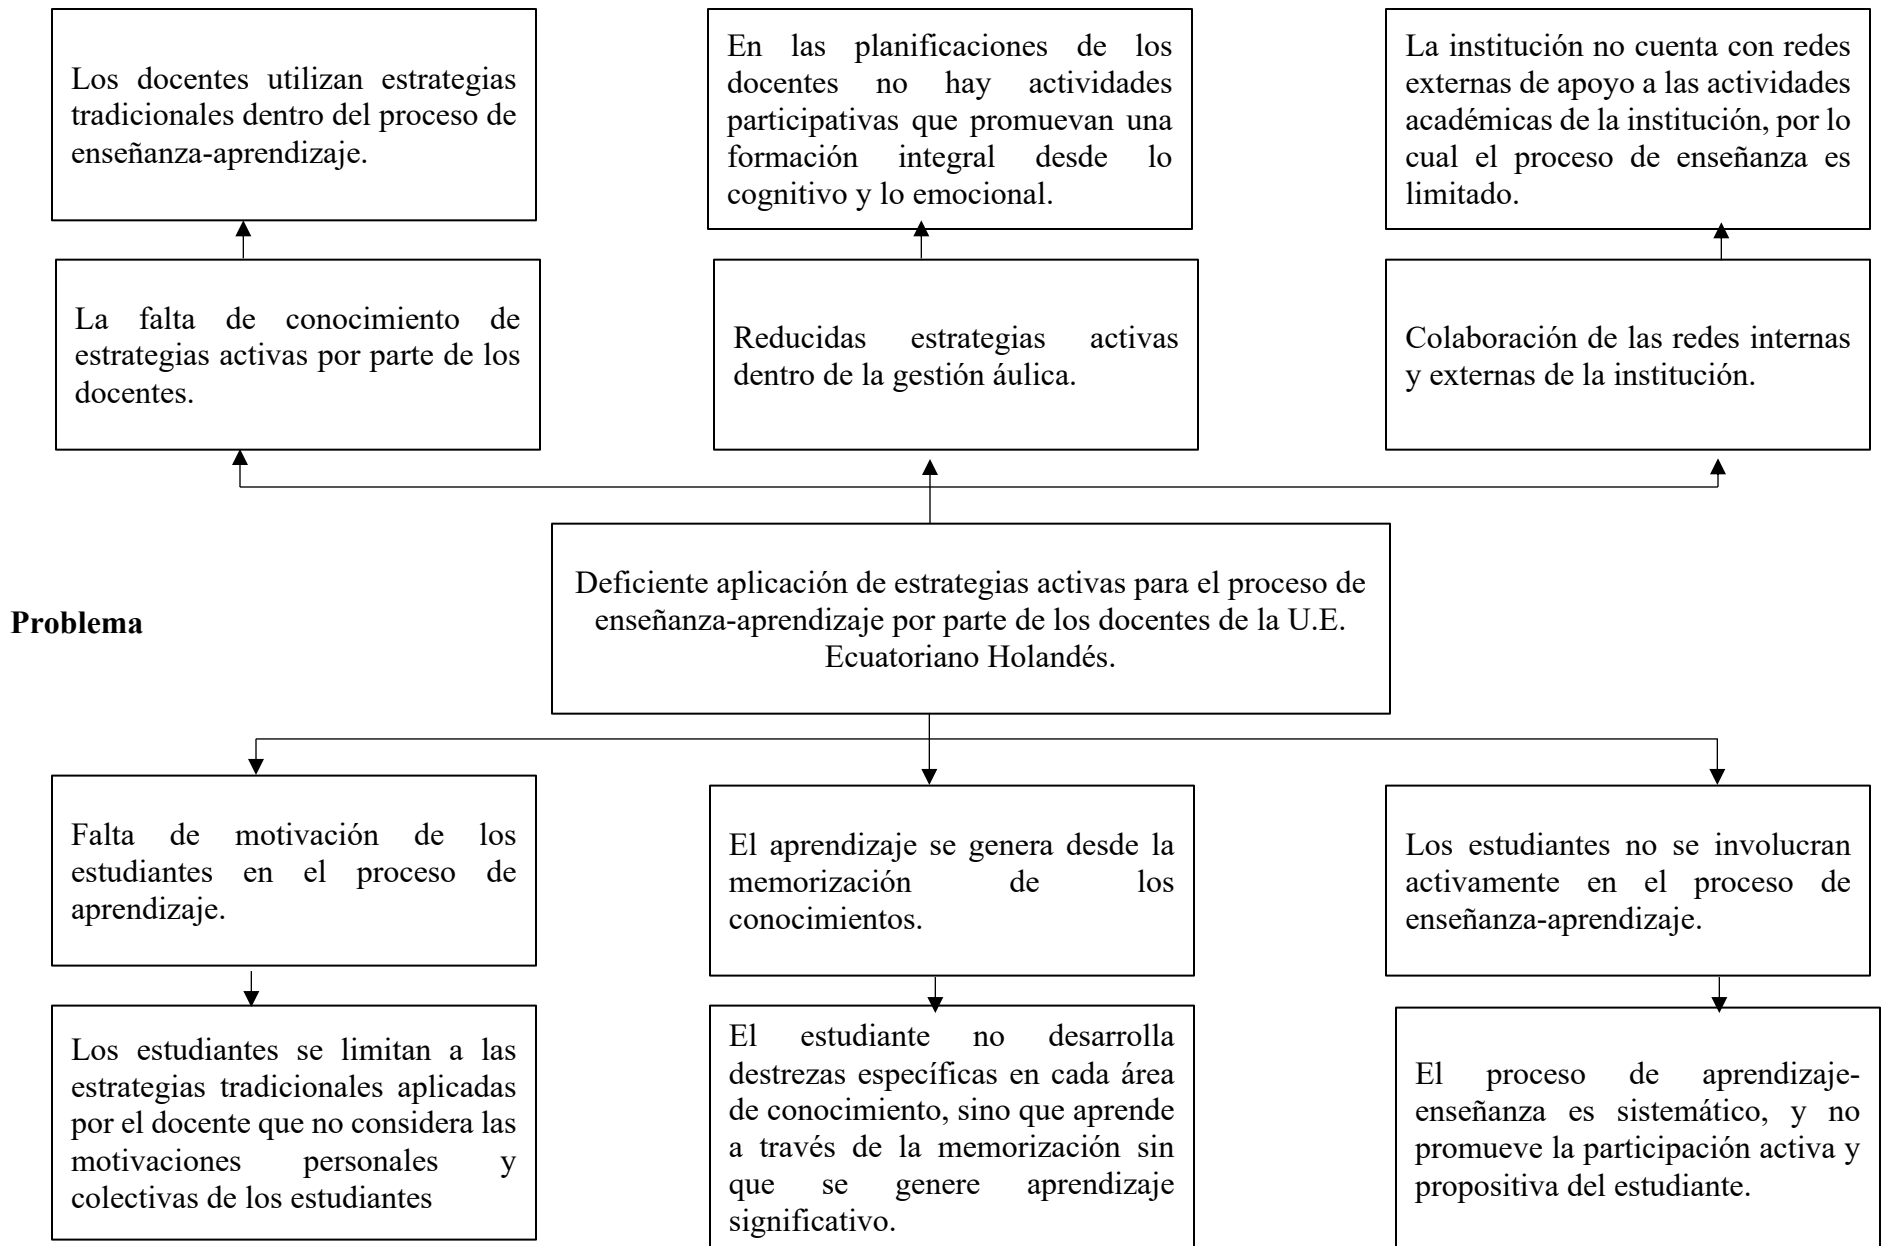 Los docentes utilizan estrategias
tradicionales dentro del proceso de
enseñanza-aprendizaje.
En las planificaciones de los
docentes no hay actividades
participativas que promuevan una
formación integral desde lo
cognitivo y lo emocional.
La institución no cuenta con redes
externas de apoyo a las actividades
académicas de la institución, por lo
cual el proceso de enseñanza es
limitado.
La falta de conocimiento de
estrategias activas por parte de los
docentes.
Reducidas estrategias activas
dentro de la gestión áulica.
Colaboración de las redes internas
y externas de la institución.
Problema
Deficiente aplicación de estrategias activas para el proceso de
enseñanza-aprendizaje por parte de los docentes de la U.E.
Ecuatoriano Holandés.
Falta de motivación de los
estudiantes en el proceso de
aprendizaje.
El aprendizaje se genera desde la
memorización de los
conocimientos.
Los estudiantes no se involucran
activamente en el proceso de
enseñanza-aprendizaje.
Los estudiantes se limitan a las
estrategias tradicionales aplicadas
por el docente que no considera las
motivaciones personales y
colectivas de los estudiantes
El estudiante no desarrolla
destrezas específicas en cada área
de conocimiento, sino que aprende
a través de la memorización sin
que se genere aprendizaje
significativo.
El proceso de aprendizaje-
enseñanza es sistemático, y no
promueve la participación activa y
propositiva del estudiante.